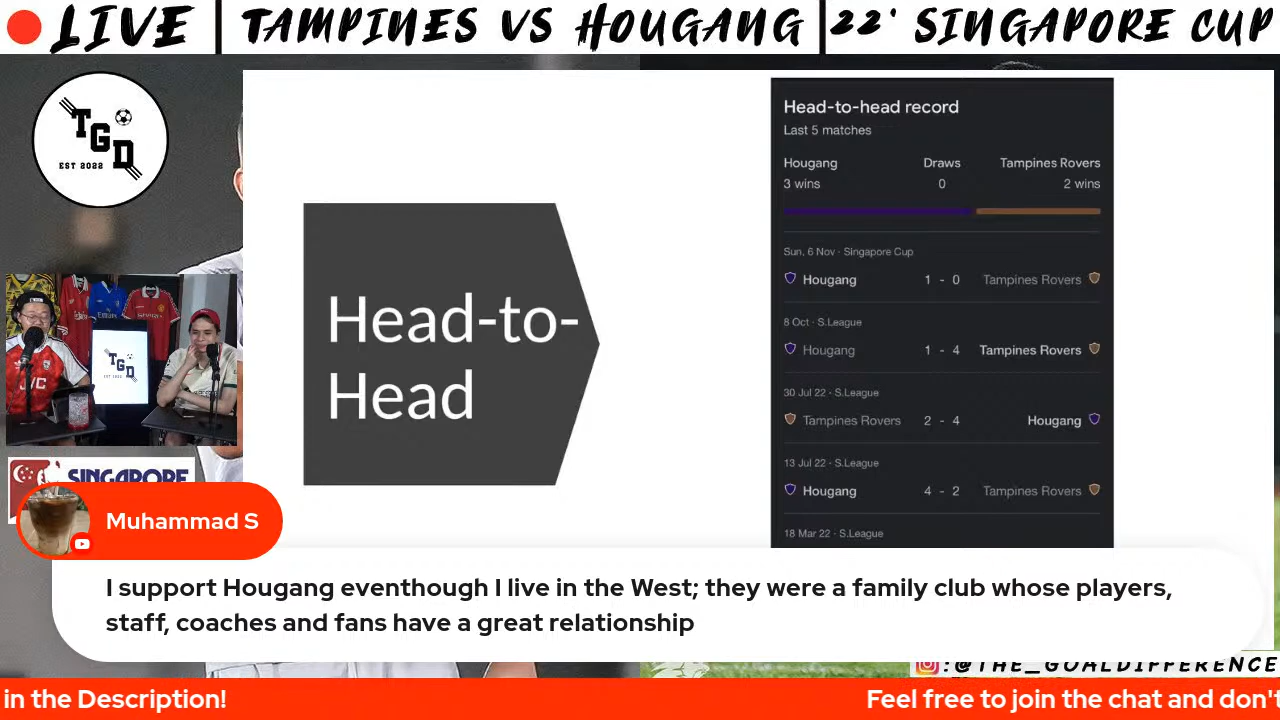 LIVE
TAMPINES VS HOUGANG
22' SINGAPORE CUP
TGD
EST 2022
Head-to-
Head
Head-to-head record
Last 5 matches
Hougang Draws Tampines Rovers
3 wins 0 2 wins
Sun, 6 Nov · Singapore Cup
Hougang 1 - 0 Tampines Rovers
8 Oct · S.League
Hougang 1 - 4 Tampines Rovers
30 Jul 22 · S.League
Tampines Rovers 2 - 4 Hougang
13 Jul 22 · S.League
Hougang 4 - 2 Tampines Rovers
18 Mar 22 · S.League
JVC
TGD
SINGAPORE
Muhammad S
I support Hougang eventhough I live in the West; they were a family club whose players,
staff, coaches and fans have a great relationship
:@THE_GOALDIFFERENCE
in the Description!
Feel free to join the chat and don't